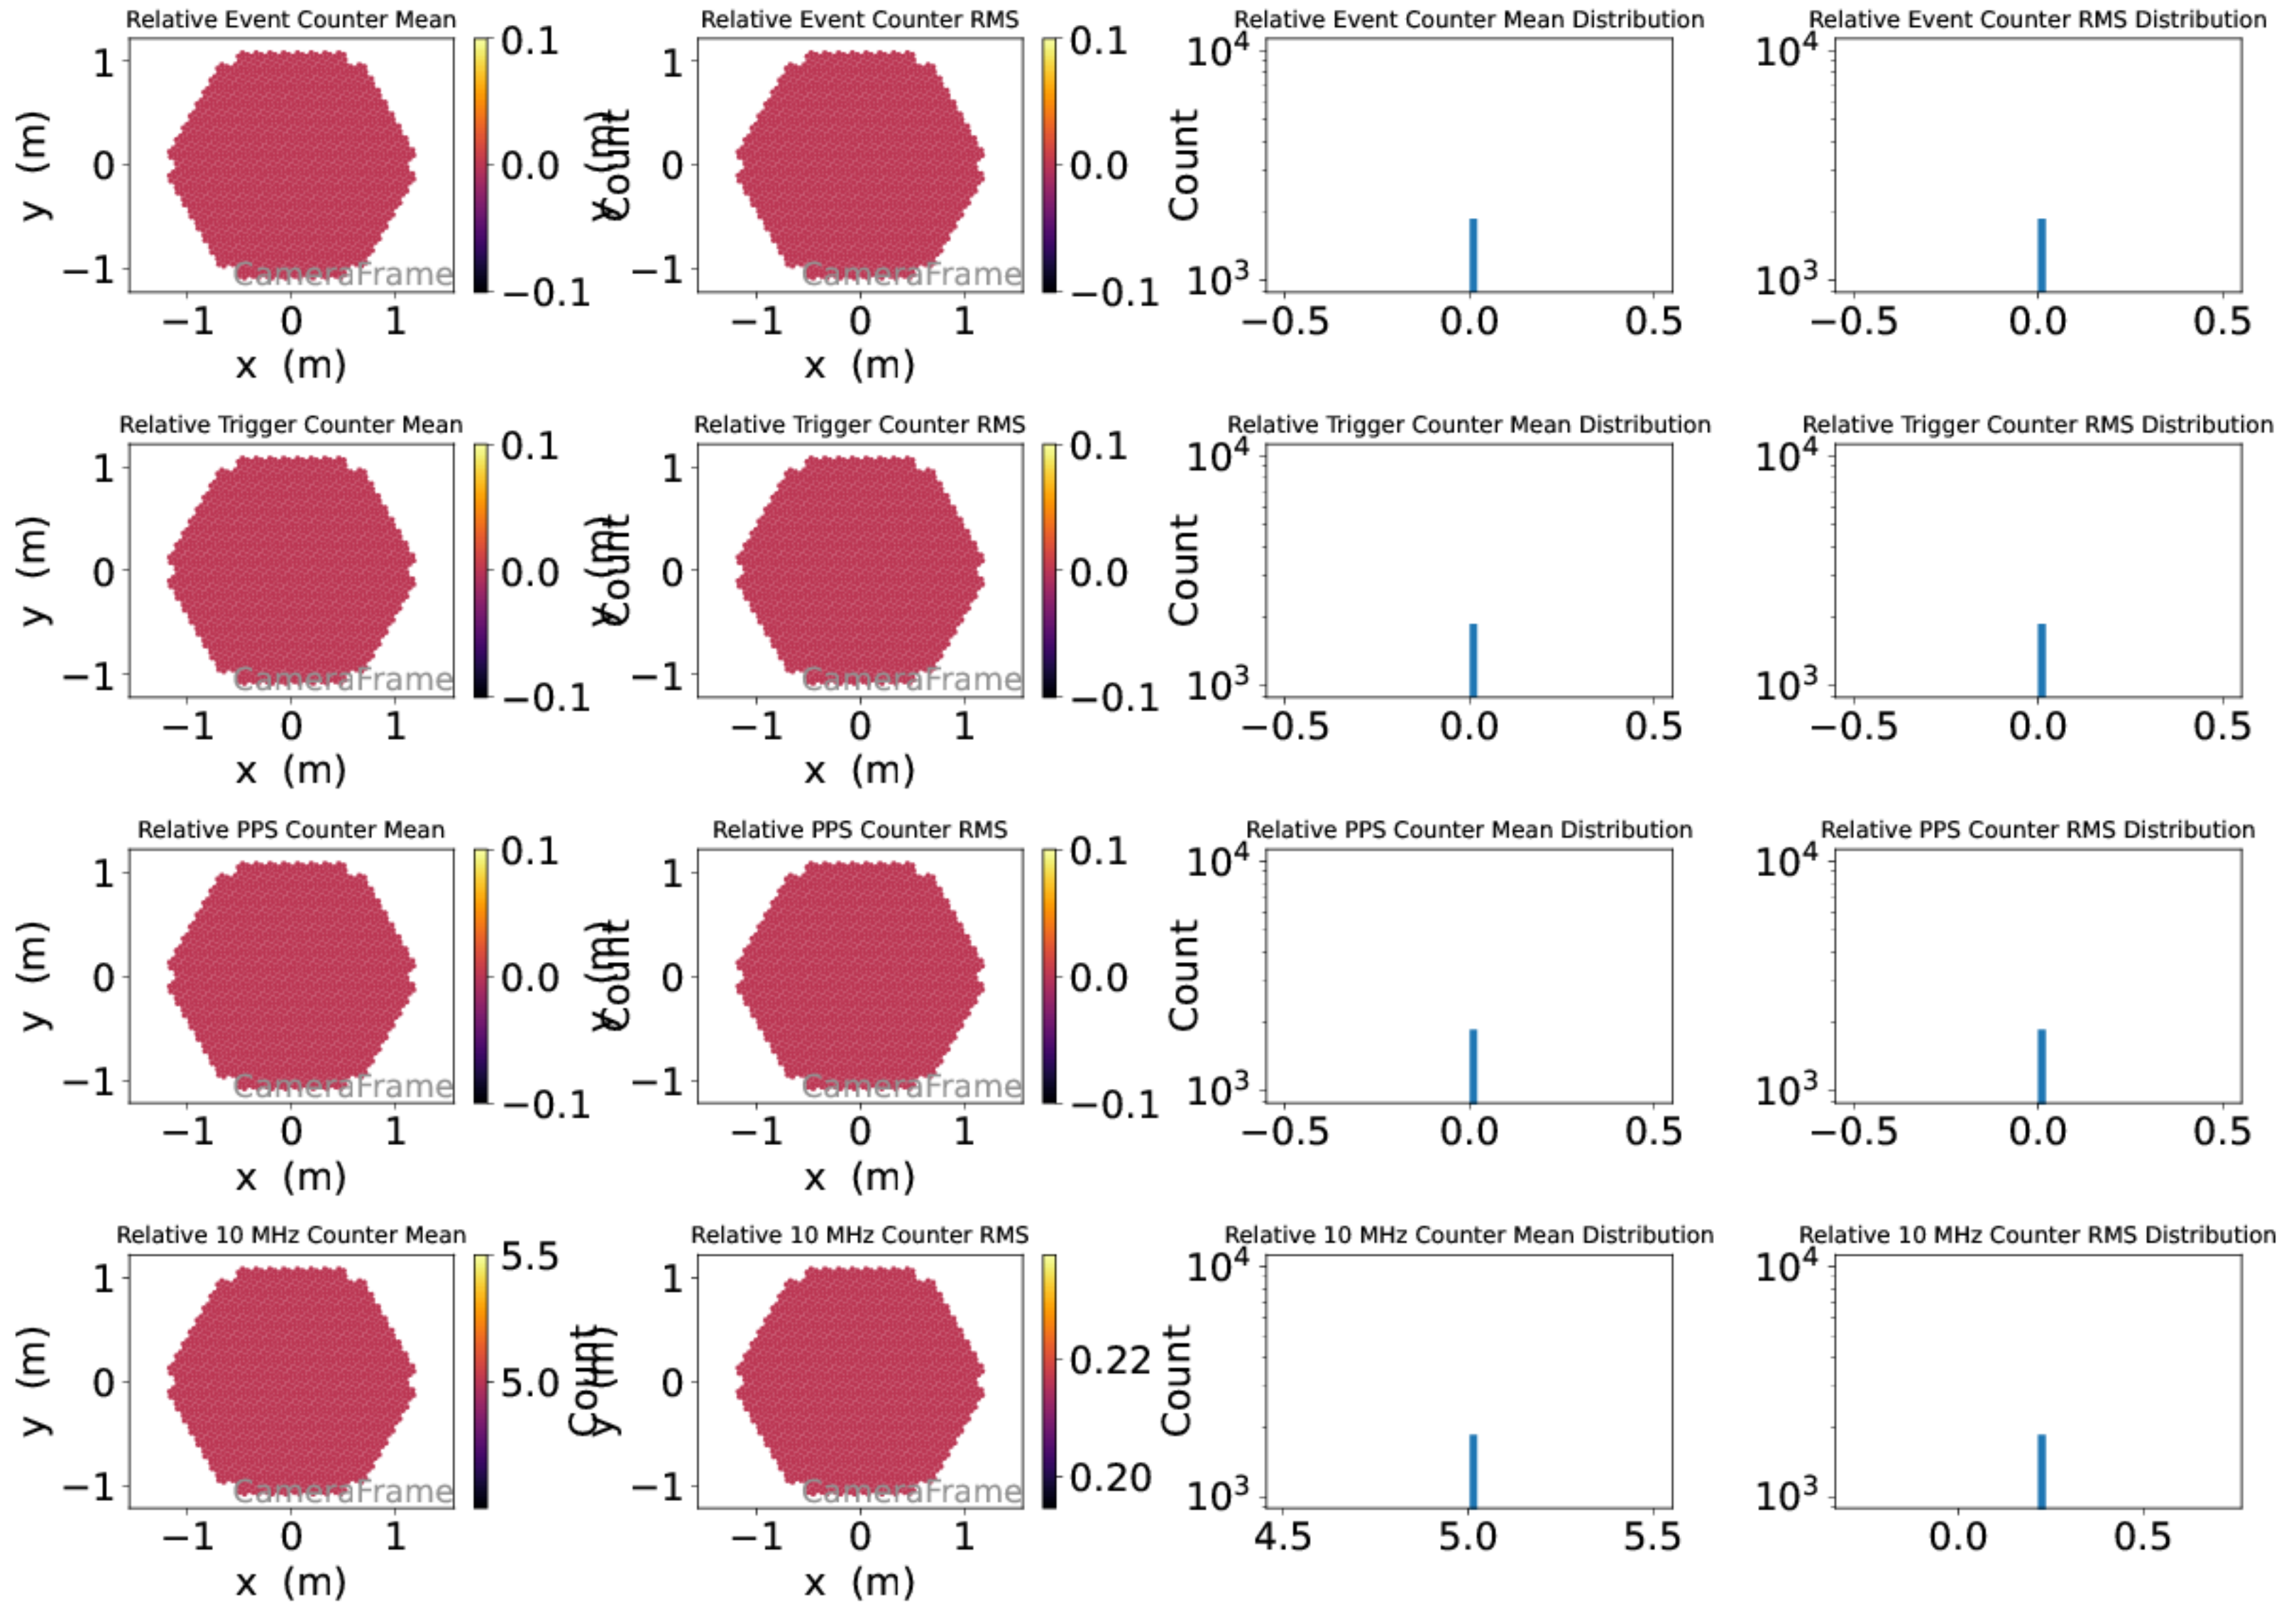 Relative Event Counter Mean
Relative Event Counter RMS
Relative Event Counter Mean Distribution
Relative Event Counter RMS Distribution
y (m)
1
0
−1
CameraFrame
−1 0 1
x (m)
0.1
0.0
−0.1
Count
y (m)
1
0
−1
CameraFrame
−1 0 1
x (m)
0.1
0.0
−0.1
Count
10⁴
10³
−0.5 0.0 0.5
10⁴
10³
−0.5 0.0 0.5
Relative Trigger Counter Mean
Relative Trigger Counter RMS
Relative Trigger Counter Mean Distribution
Relative Trigger Counter RMS Distribution
y (m)
1
0
−1
CameraFrame
−1 0 1
x (m)
0.1
0.0
−0.1
Count
y (m)
1
0
−1
CameraFrame
−1 0 1
x (m)
0.1
0.0
−0.1
Count
10⁴
10³
−0.5 0.0 0.5
10⁴
10³
−0.5 0.0 0.5
Relative PPS Counter Mean
Relative PPS Counter RMS
Relative PPS Counter Mean Distribution
Relative PPS Counter RMS Distribution
y (m)
1
0
−1
CameraFrame
−1 0 1
x (m)
0.1
0.0
−0.1
Count
y (m)
1
0
−1
CameraFrame
−1 0 1
x (m)
0.1
0.0
−0.1
Count
10⁴
10³
−0.5 0.0 0.5
10⁴
10³
−0.5 0.0 0.5
Relative 10 MHz Counter Mean
Relative 10 MHz Counter RMS
Relative 10 MHz Counter Mean Distribution
Relative 10 MHz Counter RMS Distribution
y (m)
1
0
−1
CameraFrame
−1 0 1
x (m)
5.5
5.0
Count
y (m)
1
0
−1
CameraFrame
−1 0 1
x (m)
0.22
0.20
Count
10⁴
10³
4.5 5.0 5.5
10⁴
10³
0.0 0.5